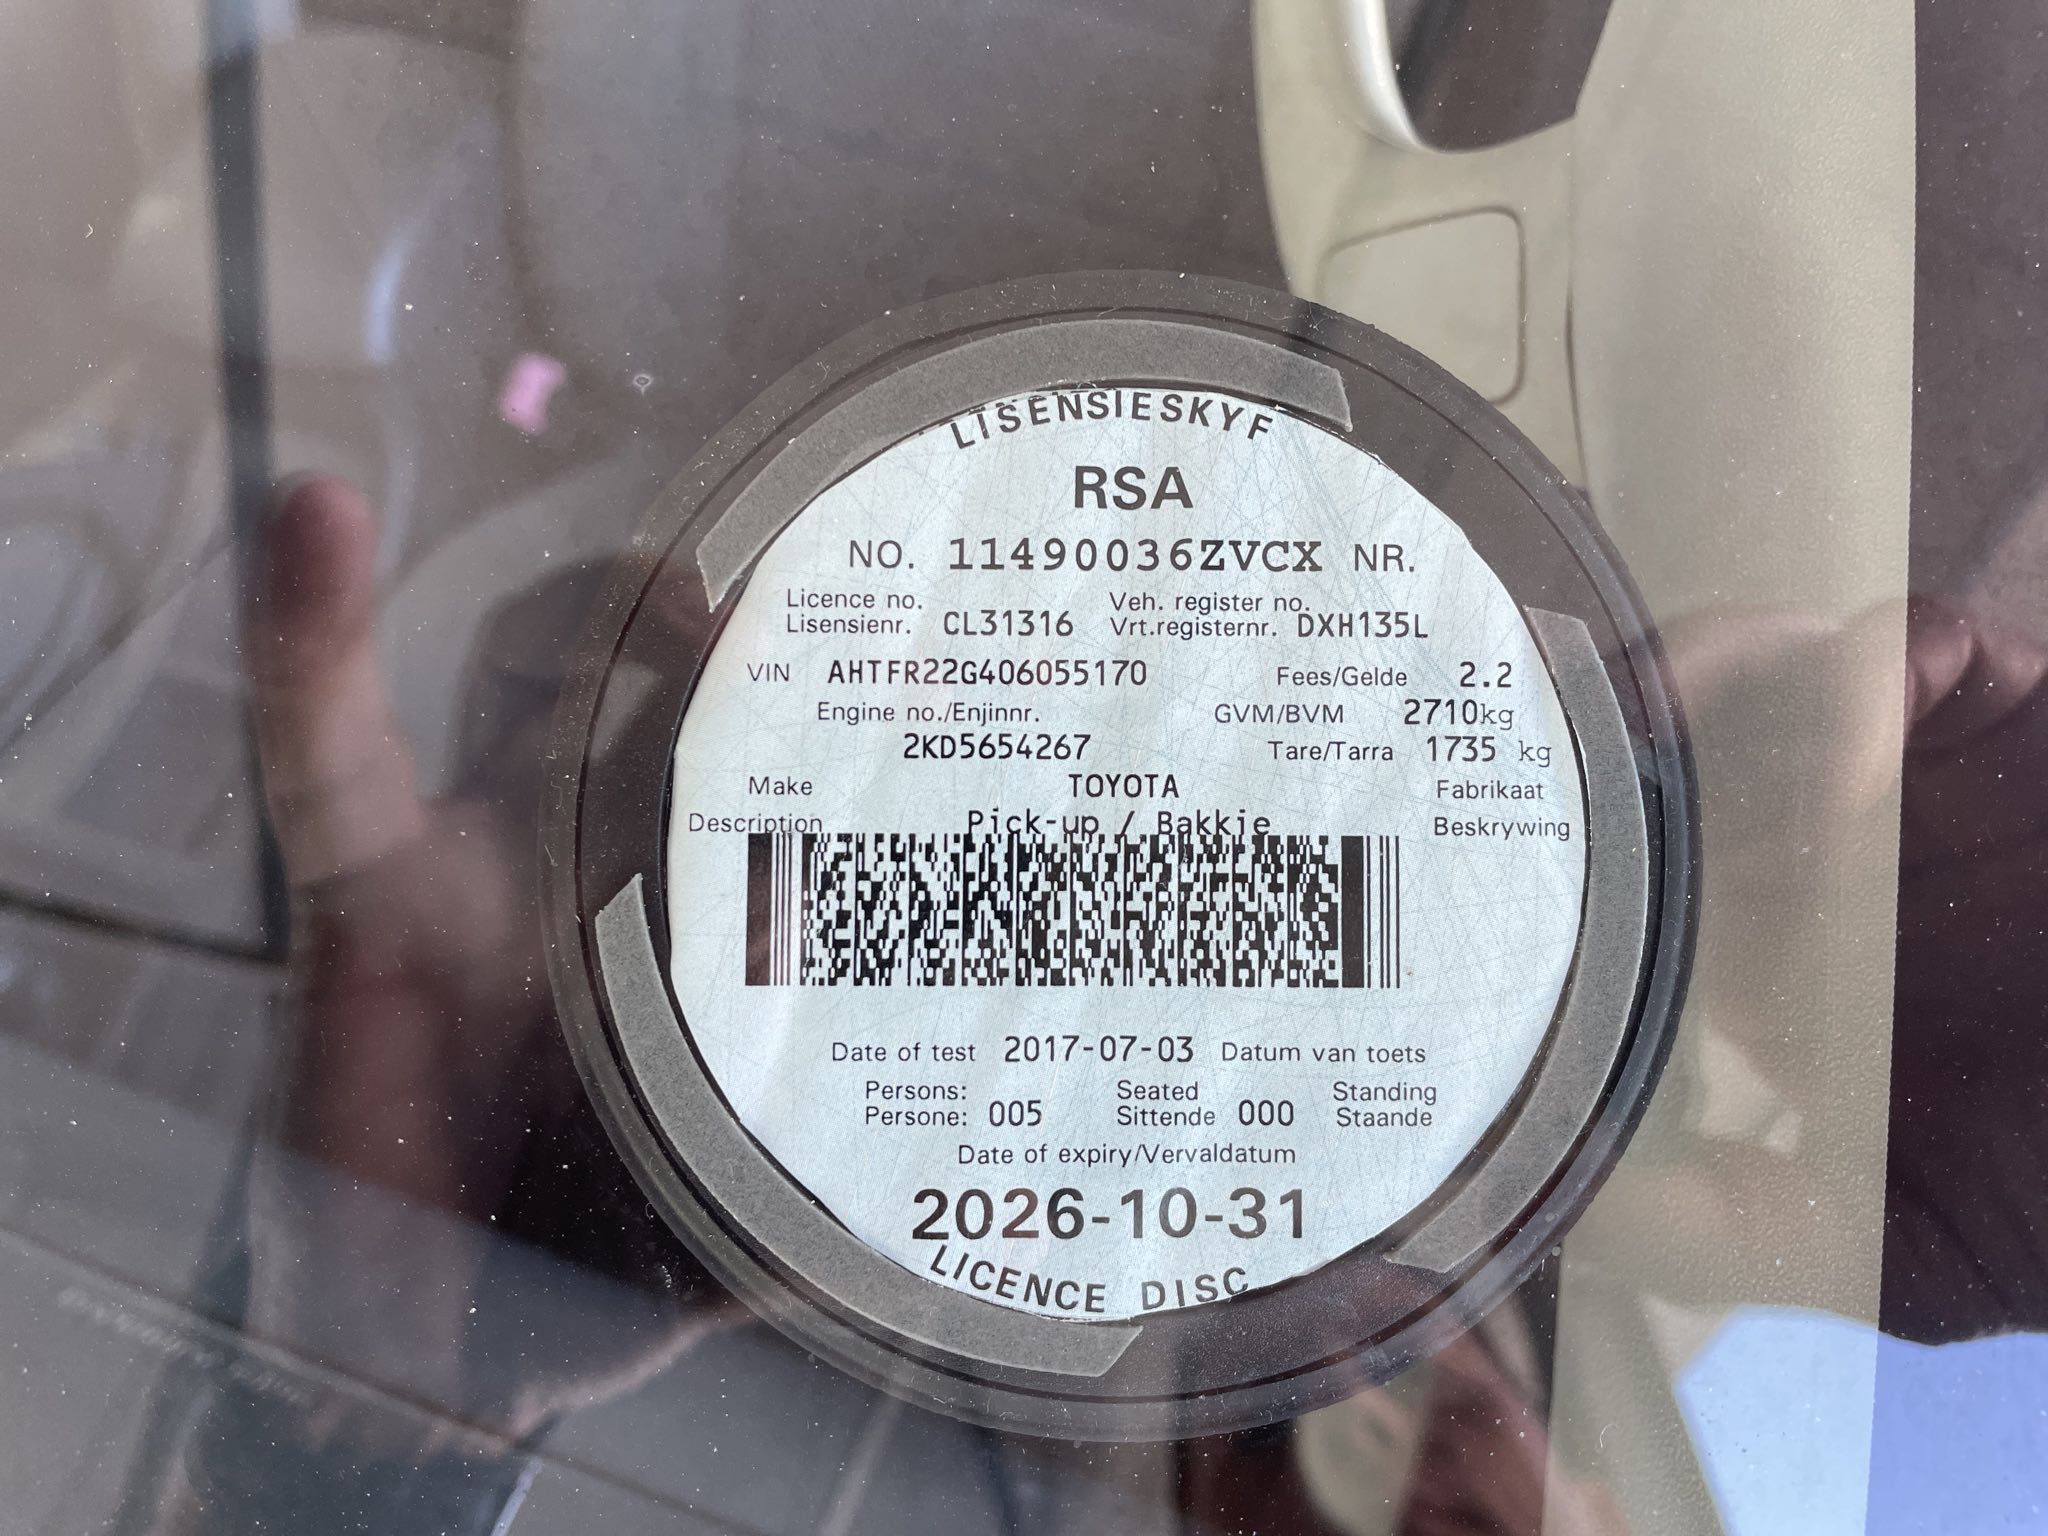 LISENSIESKYF
RSA
NO. 11490036ZVCX NR.
Licence no. Veh. register no.
Lisensienr. CL31316 Vrt.registernr. DXH135L
VIN AHTFR22G406055170 Fees/Gelde 2.2
Engine no./Enjinnr. GVM/BVM 2710kg
2KD5654267 Tare/Tarra 1735 kg
Make TOYOTA Fabrikaat
Description Pick-up / Bakkie Beskrywing
Date of test 2017-07-03 Datum van toets
Persons: Seated Standing
Persone: 005 Sittende 000 Staande
Date of expiry/Vervaldatum
2026-10-31
LICENCE DISC